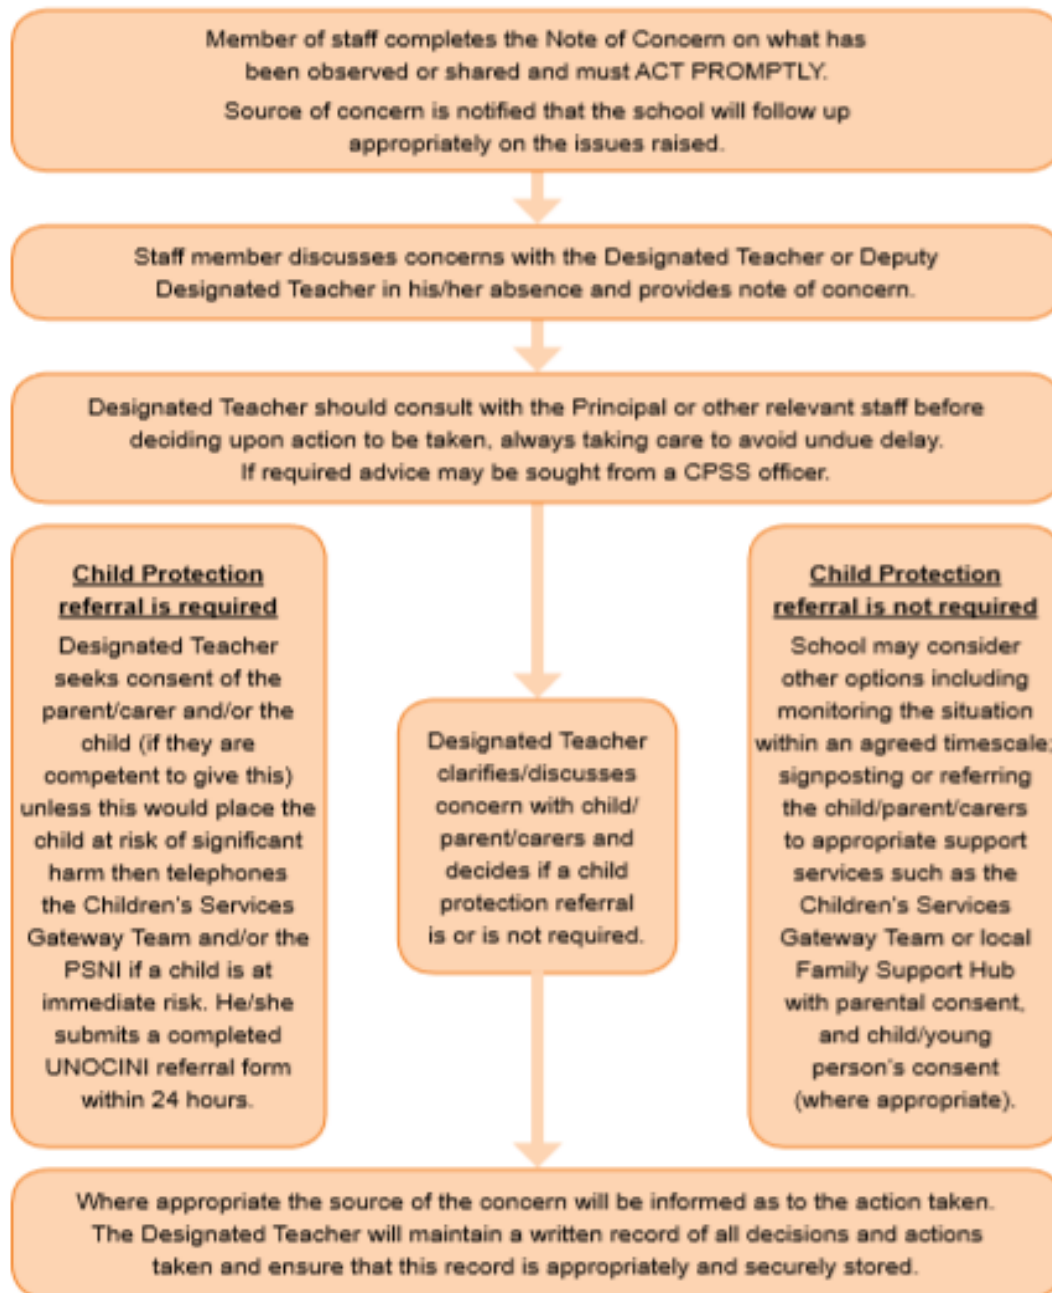 Member of staff completes the Note of Concern on what has
been observed or shared and must ACT PROMPTLY.
Source of concern is notified that the school will follow up
appropriately on the issues raised.
Staff member discusses concerns with the Designated Teacher or Deputy
Designated Teacher in his/her absence and provides note of concern.
Designated Teacher should consult with the Principal or other relevant staff before
deciding upon action to be taken, always taking care to avoid undue delay.
If required advice may be sought from a CPSS officer.
Child Protection
referral is required
Designated Teacher
seeks consent of the
parent/carer and/or the
child (if they are
competent to give this)
unless this would place the
child at risk of significant
harm then telephones
the Children's Services
Gateway Team and/or the
PSNI if a child is at
immediate risk. He/she
submits a completed
UNOCINI referral form
within 24 hours.
Designated Teacher
clarifies/discusses
concern with child/
parent/carers and
decides if a child
protection referral
is or is not required.
Child Protection
referral is not required
School may consider
other options including
monitoring the situation
within an agreed timescale;
signposting or referring
the child/parent/carers
to appropriate support
services such as the
Children's Services
Gateway Team or local
Family Support Hub
with parental consent,
and child/young
person's consent
(where appropriate).
Where appropriate the source of the concern will be informed as to the action taken.
The Designated Teacher will maintain a written record of all decisions and actions
taken and ensure that this record is appropriately and securely stored.